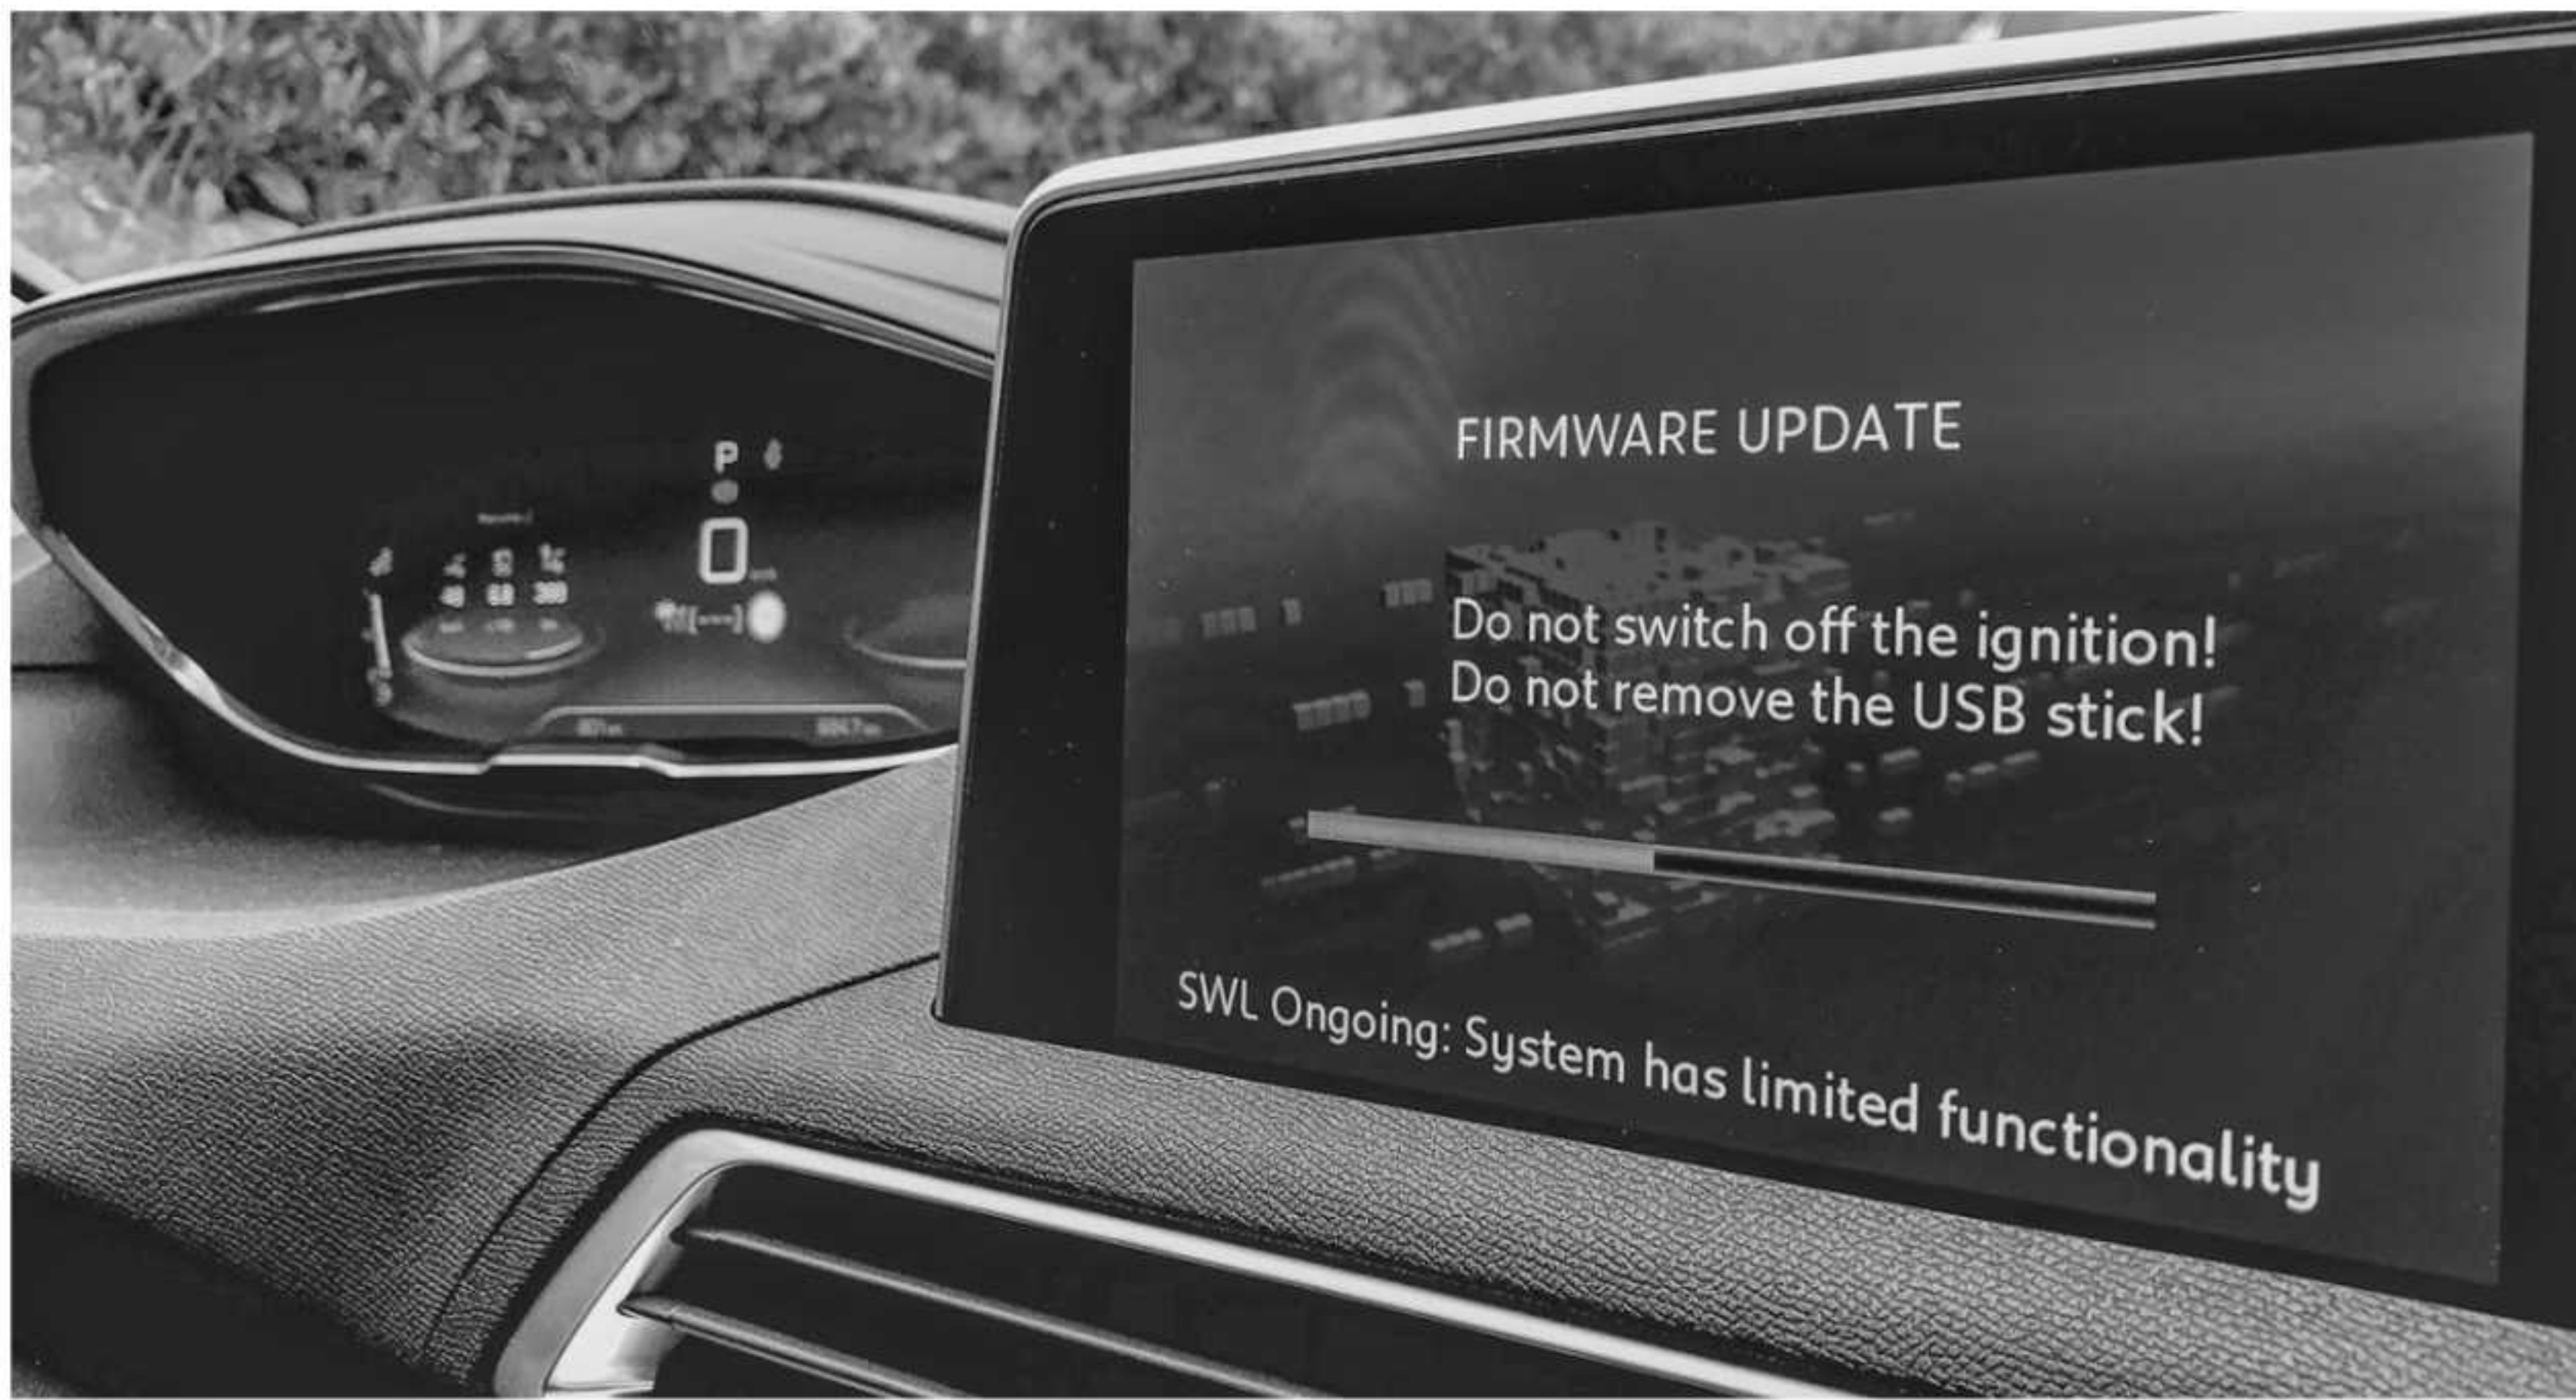 P
0
FIRMWARE UPDATE
Do not switch off the ignition!
Do not remove the USB stick!
SWL Ongoing: System has limited functionality